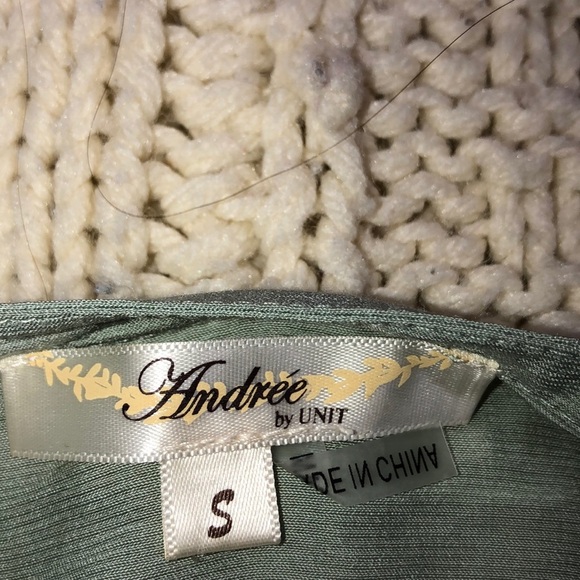 Andrée
by UNIT
S
DE IN CHINA